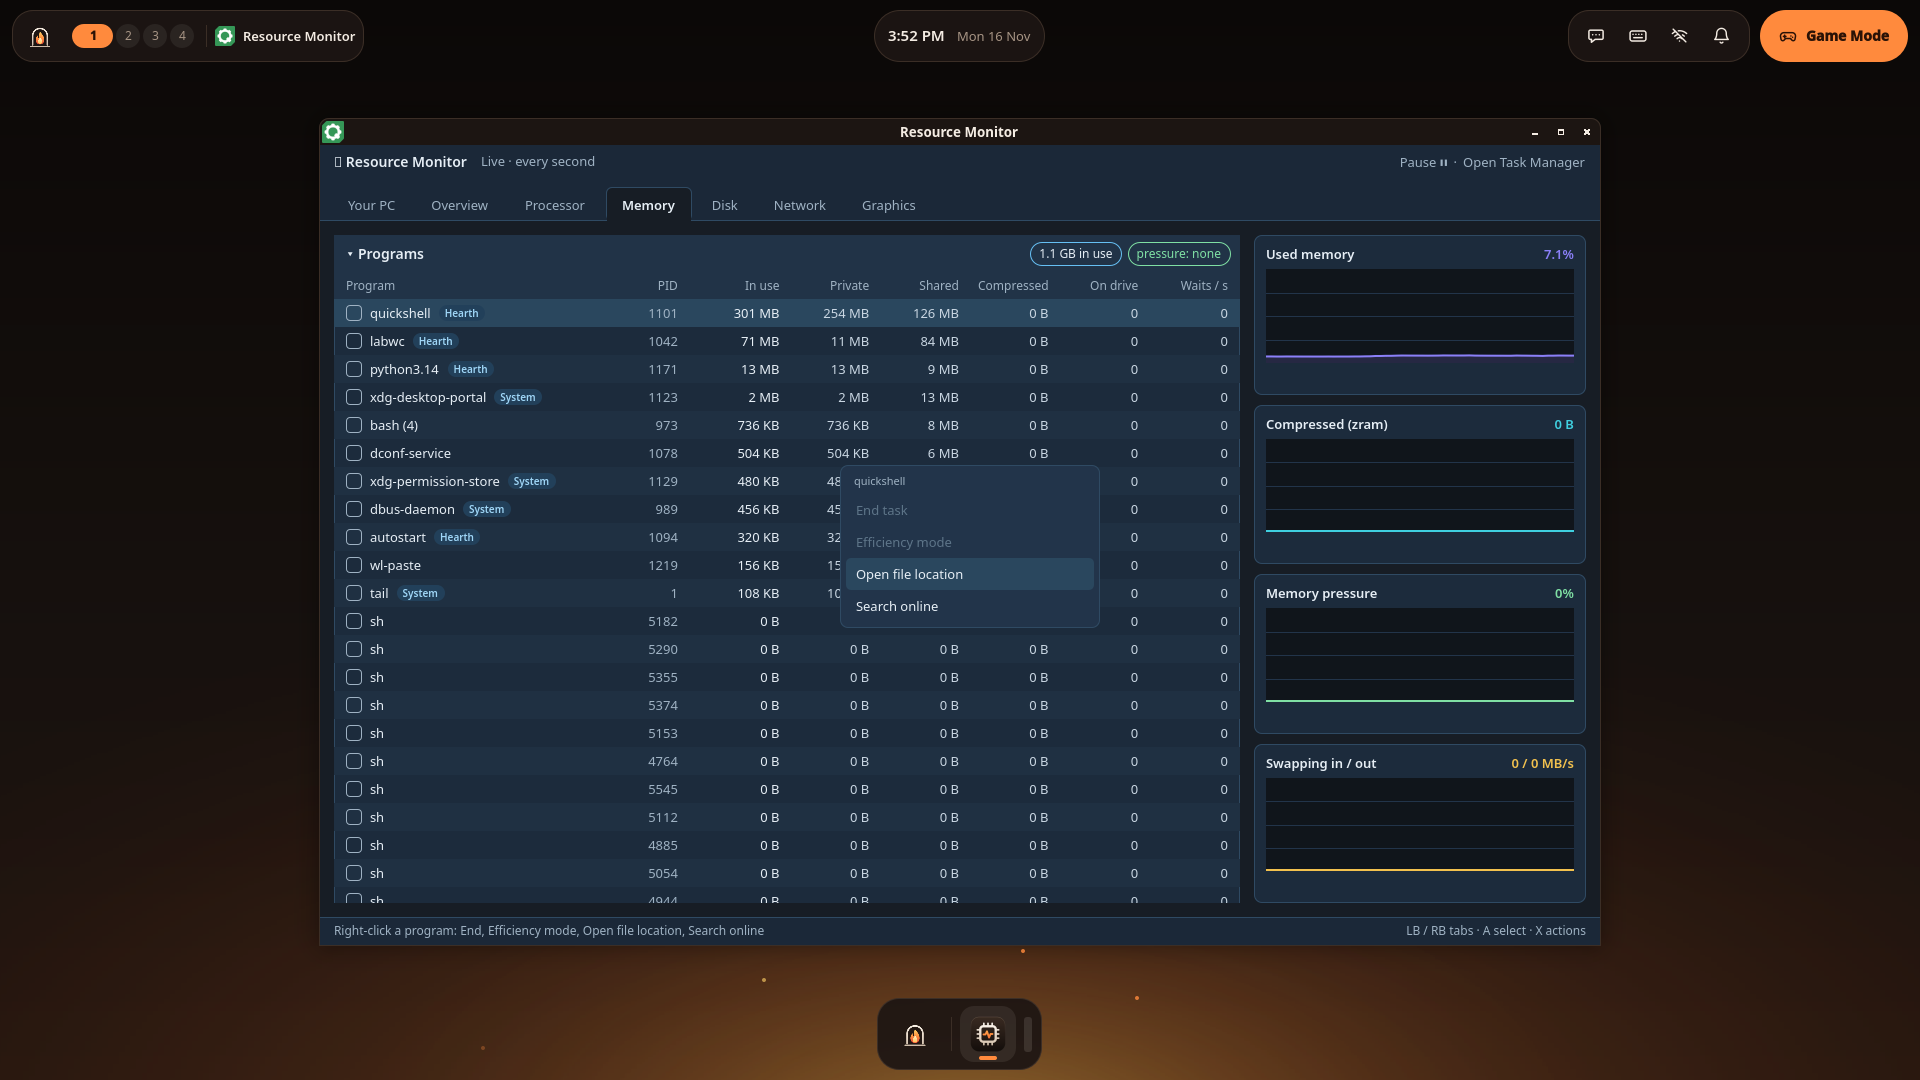 1 2 3 4 Resource Monitor
3:52 PM Mon 16 Nov
Game Mode
Resource Monitor
Resource Monitor Live · every second
Pause · Open Task Manager
Your PC Overview Processor Memory Disk Network Graphics
Programs 1.1 GB in use pressure: none
Program PID In use Private Shared Compressed On drive Waits / s
quickshell Hearth 1101 301 MB 254 MB 126 MB 0 B 0 0
labwc Hearth 1042 71 MB 11 MB 84 MB 0 B 0 0
python3.14 Hearth 1171 13 MB 13 MB 9 MB 0 B 0 0
xdg-desktop-portal System 1123 2 MB 2 MB 13 MB 0 B 0 0
bash (4) 973 736 KB 736 KB 8 MB 0 B 0 0
dconf-service 1078 504 KB 504 KB 6 MB 0 B 0 0
xdg-permission-store System 1129 480 KB 48 0 0
dbus-daemon System 989 456 KB 45 0 0
autostart Hearth 1094 320 KB 32 0 0
wl-paste 1219 156 KB 15 0 0
tail System 1 108 KB 10 0 0
sh 5182 0 B 0 0
sh 5290 0 B 0 B 0 B 0 B 0 0
sh 5355 0 B 0 B 0 B 0 B 0 0
sh 5374 0 B 0 B 0 B 0 B 0 0
sh 5153 0 B 0 B 0 B 0 B 0 0
sh 4764 0 B 0 B 0 B 0 B 0 0
sh 5545 0 B 0 B 0 B 0 B 0 0
sh 5112 0 B 0 B 0 B 0 B 0 0
sh 4885 0 B 0 B 0 B 0 B 0 0
sh 5054 0 B 0 B 0 B 0 B 0 0
sh 4944 0 B 0 B 0 B 0 B 0 0
quickshell
End task
Efficiency mode
Open file location
Search online
Used memory 7.1%
Compressed (zram) 0 B
Memory pressure 0%
Swapping in / out 0 / 0 MB/s
Right-click a program: End, Efficiency mode, Open file location, Search online
LB / RB tabs · A select · X actions